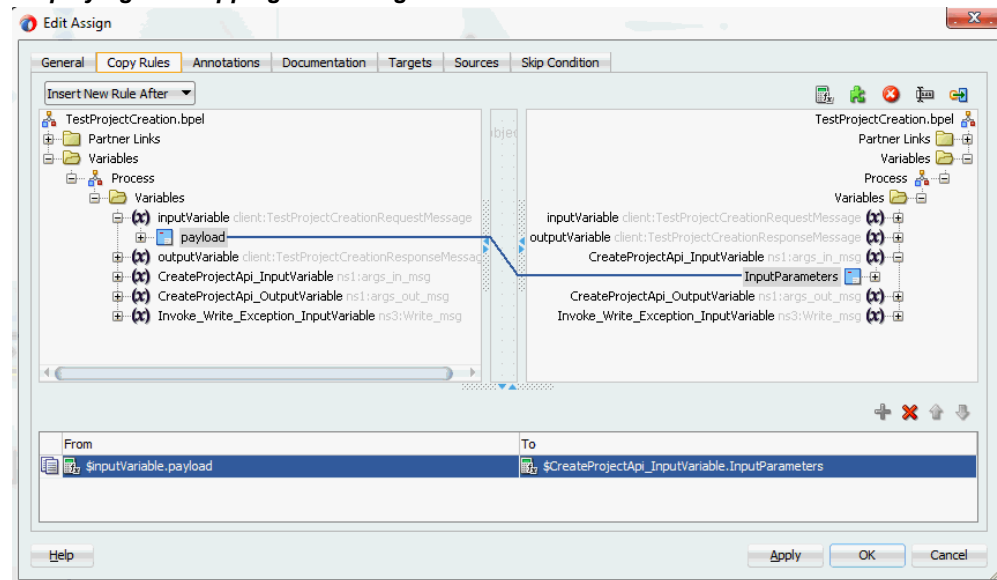 Edit Assign
General Copy Rules Annotations Documentation Targets Sources Skip Condition
Insert New Rule After
TestProjectCreation.bpel
Partner Links
Variables
Process
Variables
inputVariable client:TestProjectCreationRequestMessage
payload
outputVariable client:TestProjectCreationResponseMessag
CreateProjectApi_InputVariable ns1:args_in_msg
CreateProjectApi_OutputVariable ns1:args_out_msg
Invoke_Write_Exception_InputVariable ns3:Write_msg
TestProjectCreation.bpel
Partner Links
Variables
Process
Variables
inputVariable client:TestProjectCreationRequestMessage
outputVariable client:TestProjectCreationResponseMessage
CreateProjectApi_InputVariable ns1:args_in_msg
InputParameters
CreateProjectApi_OutputVariable ns1:args_out_msg
Invoke_Write_Exception_InputVariable ns3:Write_msg
From To
$inputVariable.payload $CreateProjectApi_InputVariable.InputParameters
Help Apply OK Cancel